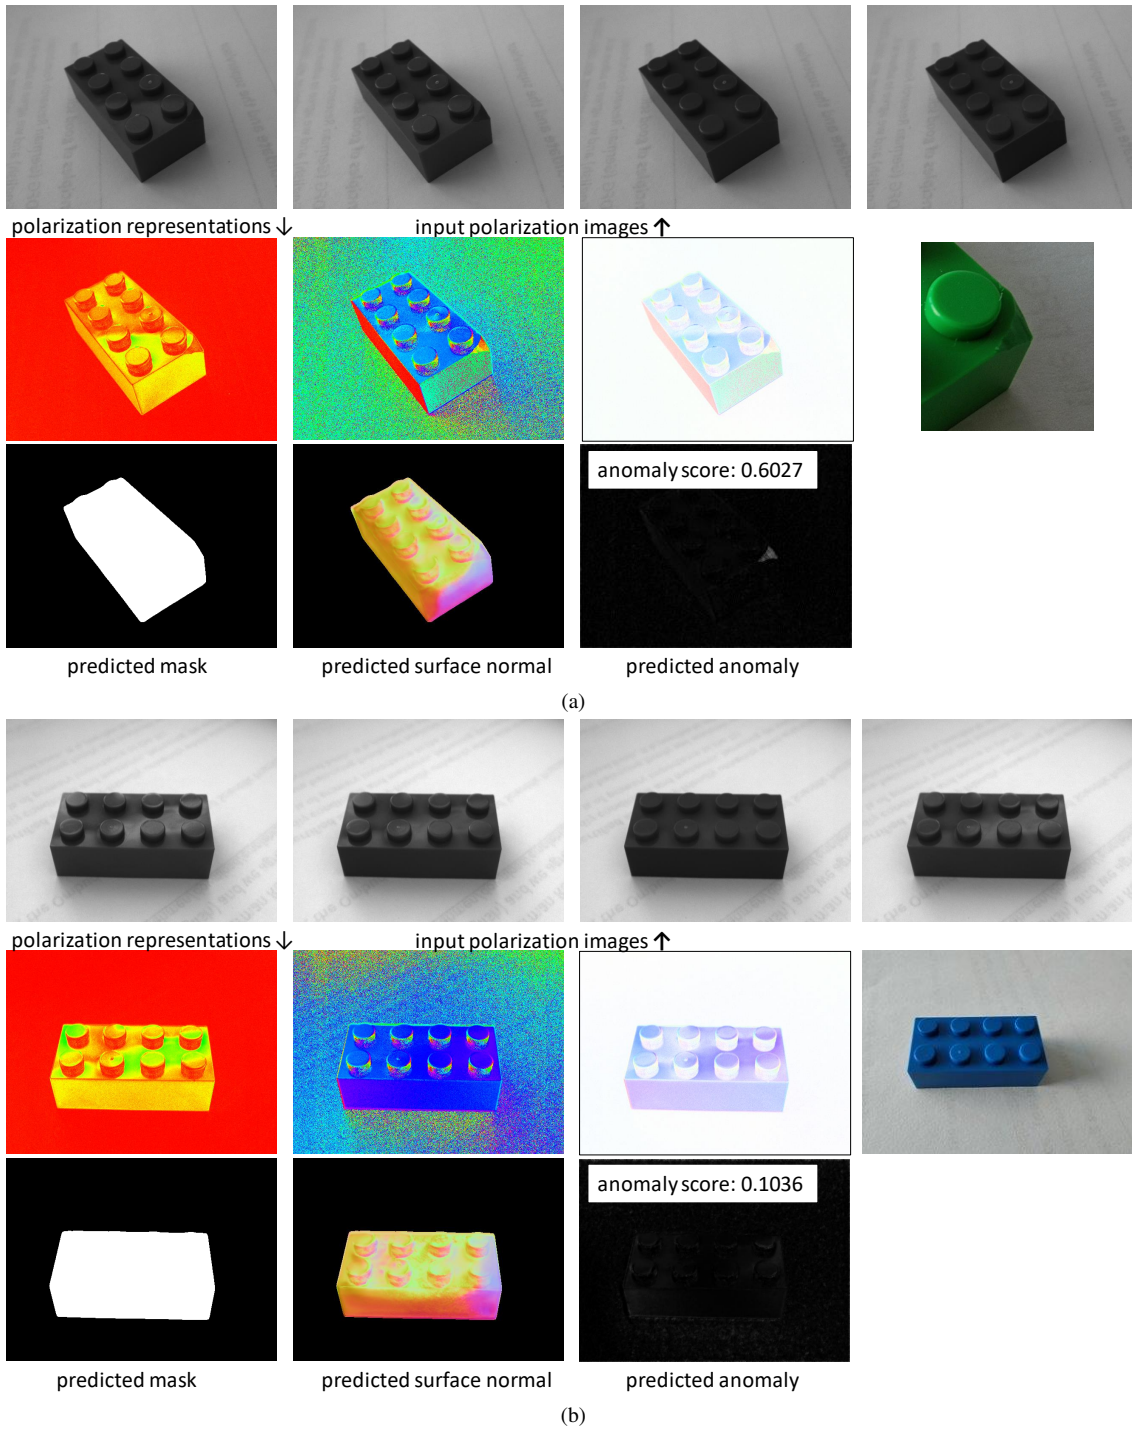 polarization representations ↓
input polarization images ↑
anomaly score: 0.6027
predicted mask
predicted surface normal
predicted anomaly
(a)
polarization representations ↓
input polarization images ↑
anomaly score: 0.1036
predicted mask
predicted surface normal
predicted anomaly
(b)